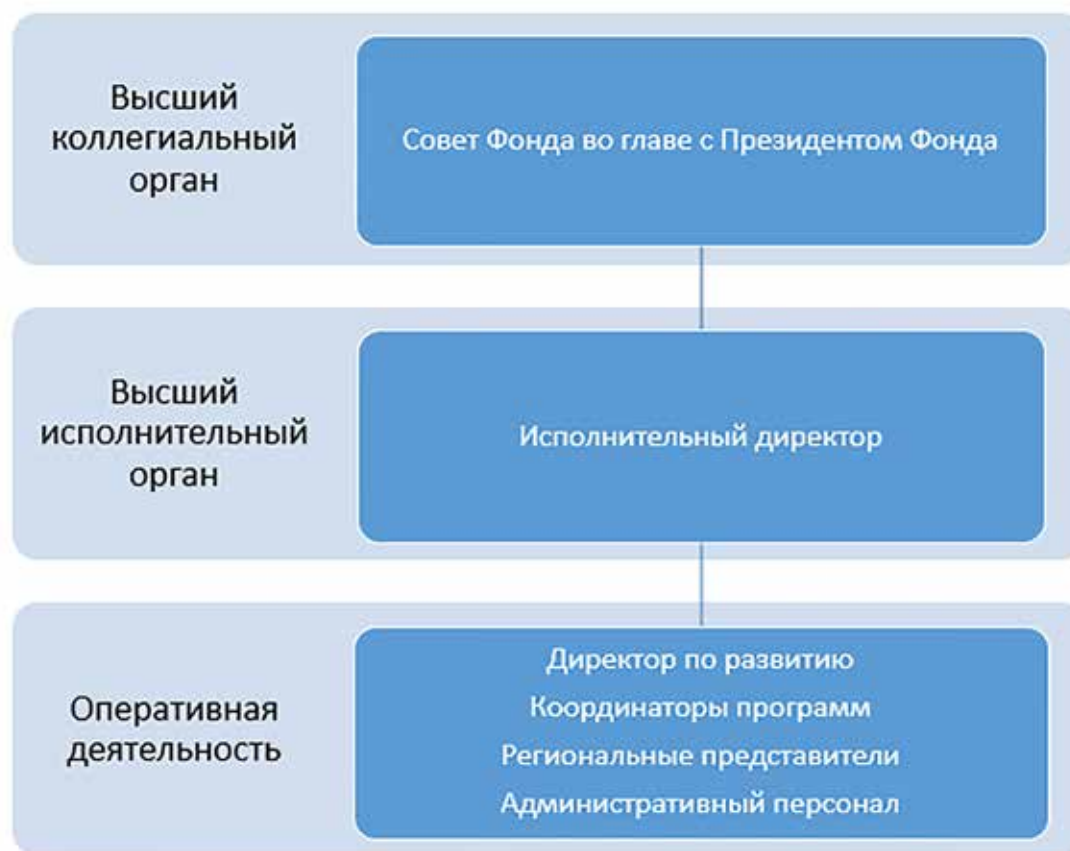 Высший
коллегиальный
орган
Совет Фонда во главе с Президентом Фонда
Высший
исполнительный
орган
Исполнительный директор
Оперативная
деятельность
Директор по развитию
Координаторы программ
Региональные представители
Административный персонал